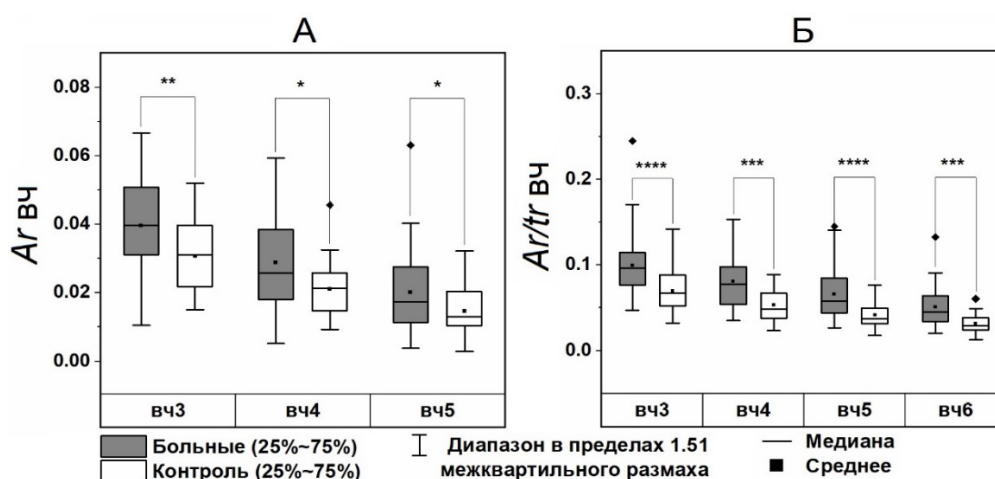 А
Б
Ar вч
0.08
0.06
0.04
0.02
0.00
**
*
*
вч3 вч4 вч5
Ar/tr вч
0.3
0.2
0.1
0.0
****
***
****
***
вч3 вч4 вч5 вч6
Больные (25%~75%)
Контроль (25%~75%)
Диапазон в пределах 1.51
межквартильного размаха
Медиана
Среднее